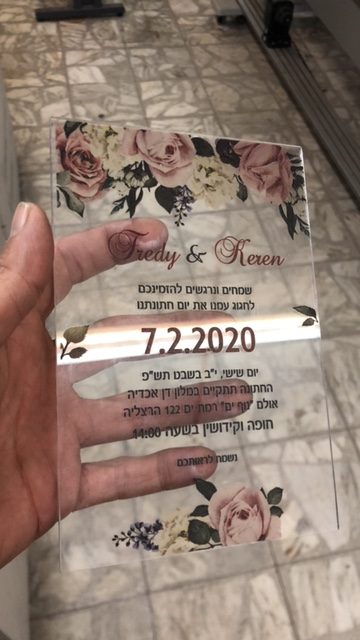 Fredy & Keren
שמחים ונרגשים להזמינכם
לחגוג עמנו את יום חתונתנו
7.2.2020
יום שישי, י"ב בשבט תש"פ
החתונה תתקיים במלון דן אכדיה
אולם "נוף ים" רמת ים 122 הרצליה
חופה וקידושין בשעה 14:00
נשמח לראותכם